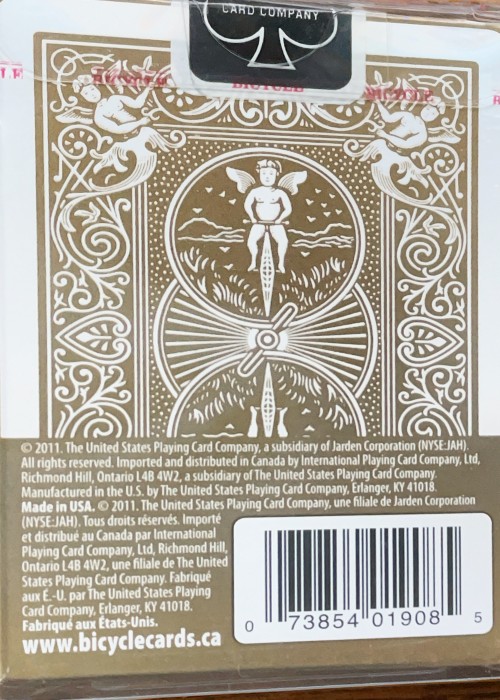 CARD COMPANY
BICYCLE BICYCLE BICYCLE
© 2011. The United States Playing Card Company, a subsidiary of Jarden Corporation (NYSE:JAH).
All rights reserved. Imported and distributed in Canada by International Playing Card Company, Ltd,
Richmond Hill, Ontario L4B 4W2, a subsidiary of The United States Playing Card Company.
Manufactured in the U.S. by The United States Playing Card Company, Erlanger, KY 41018.
Made in USA. © 2011. The United States Playing Card Company, une filiale de Jarden Corporation
(NYSE:JAH). Tous droits réservés. Importé
et distribué au Canada par International
Playing Card Company, Ltd, Richmond Hill,
Ontario L4B 4W2, une filiale de The United
States Playing Card Company. Fabriqué
aux É.-U. par The United States Playing
Card Company, Erlanger, KY 41018.
Fabriqué aux États-Unis.
www.bicyclecards.ca
0 73854 01908 5